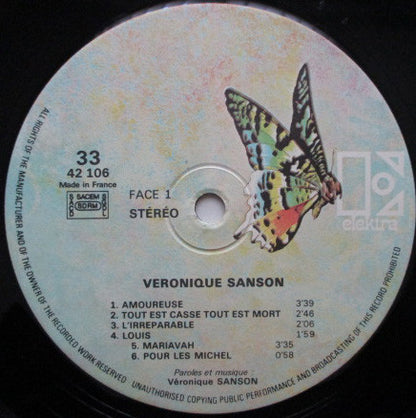 ALL RIGHTS OF THE MANUFACTURER AND OF THE OWNER OF THE RECORDED WORK RESERVED UNAUTHORISED COPYING PUBLIC PERFORMANCE AND BROADCASTING OF THIS RECORD PROHIBITED
33
42 106
Made in France
SACEM
SDRM
FACE 1
STÉRÉO
elektra
VERONIQUE SANSON
1. AMOUREUSE 3'39
2. TOUT EST CASSE TOUT EST MORT 2'46
3. L'IRREPARABLE 2'06
4. LOUIS 1'59
5. MARIAVAH 3'35
6. POUR LES MICHEL 0'58
Paroles et musique :
Véronique SANSON